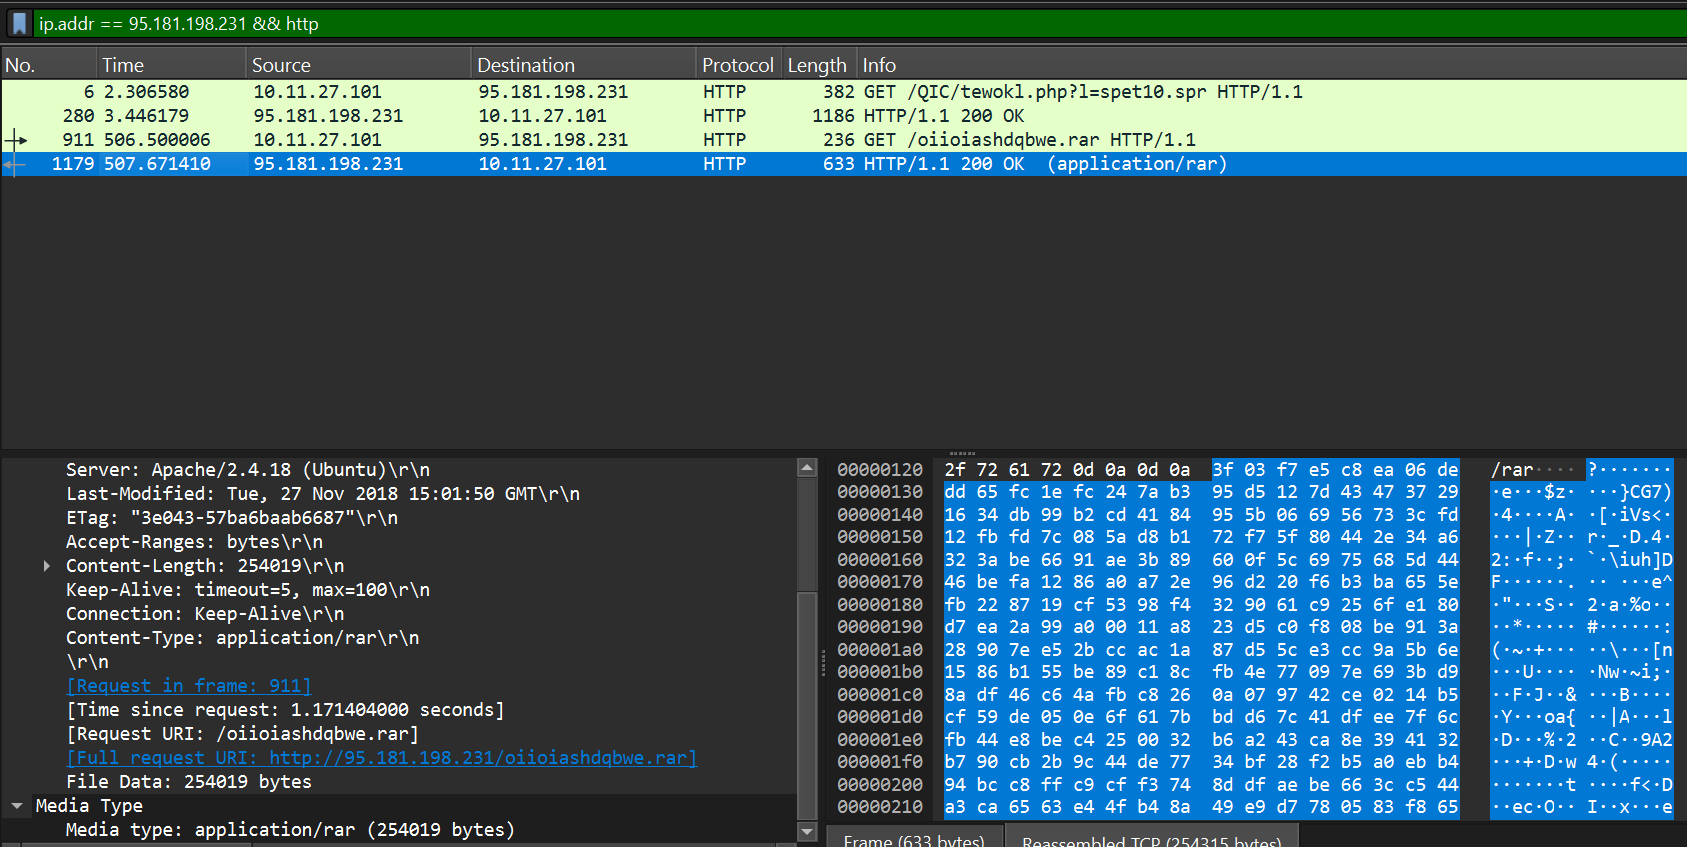 ip.addr == 95.181.198.231 && http
No. Time Source Destination Protocol Length Info
6 2.306580 10.11.27.101 95.181.198.231 HTTP 382 GET /QIC/tewokl.php?l=spet10.spr HTTP/1.1
280 3.446179 95.181.198.231 10.11.27.101 HTTP 1186 HTTP/1.1 200 OK
911 506.500006 10.11.27.101 95.181.198.231 HTTP 236 GET /oiioiashdqbwe.rar HTTP/1.1
1179 507.671410 95.181.198.231 10.11.27.101 HTTP 633 HTTP/1.1 200 OK (application/rar)
Server: Apache/2.4.18 (Ubuntu)\r\n
Last-Modified: Tue, 27 Nov 2018 15:01:50 GMT\r\n
ETag: "3e043-57ba6baab6687"\r\n
Accept-Ranges: bytes\r\n
Content-Length: 254019\r\n
Keep-Alive: timeout=5, max=100\r\n
Connection: Keep-Alive\r\n
Content-Type: application/rar\r\n
\r\n
[Request in frame: 911]
[Time since request: 1.171404000 seconds]
[Request URI: /oiioiashdqbwe.rar]
[Full request URI: http://95.181.198.231/oiioiashdqbwe.rar]
File Data: 254019 bytes
Media Type
Media type: application/rar (254019 bytes)
00000120 2f 72 61 72 0d 0a 0d 0a 3f 03 f7 e5 c8 ea 06 de /rar···· ?·······
00000130 dd 65 fc 1e fc 24 7a b3 95 d5 12 7d 43 47 37 29 ·e···$z· ···}CG7)
00000140 16 34 db 99 b2 cd 41 84 95 5b 06 69 56 73 3c fd ·4····A· ·[·iVs<·
00000150 12 fb fd 7c 08 5a d8 b1 72 f7 5f 80 44 2e 34 a6 ···|·Z·· r·_·D.4·
00000160 32 3a be 66 91 ae 3b 89 60 0f 5c 69 75 68 5d 44 2:·f··;· `·\iuh]D
00000170 46 be fa 12 86 a0 a7 2e 96 d2 20 f6 b3 ba 65 5e F······. ·· ···e^
00000180 fb 22 87 19 cf 53 98 f4 32 90 61 c9 25 6f e1 80 ·"···S·· 2·a·%o··
00000190 d7 ea 2a 99 a0 00 11 a8 23 d5 c0 f8 08 be 91 3a ··*····· #······:
000001a0 28 90 7e e5 2b cc ac 1a 87 d5 5c e3 cc 9a 5b 6e (·~·+··· ··\···[n
000001b0 15 86 b1 55 be 89 c1 8c fb 4e 77 09 7e 69 3b d9 ···U···· ·Nw·~i;·
000001c0 8a df 46 c6 4a fb c8 26 0a 07 97 42 ce 02 14 b5 ··F·J··& ···B····
000001d0 cf 59 de 05 0e 6f 61 7b bd d6 7c 41 df ee 7f 6c ·Y···oa{ ··|A···l
000001e0 fb 44 e8 be c4 25 00 32 b6 a2 43 ca 8e 39 41 32 ·D···%·2 ··C··9A2
000001f0 b7 90 cb 2b 9c 44 de 77 34 bf 28 f2 b5 a0 eb b4 ···+·D·w 4·(·····
00000200 94 bc c8 ff c9 cf f3 74 8d df ae be 66 3c c5 44 ·······t ····f<·D
00000210 a3 ca 65 63 e4 4f b4 8a 49 e9 d7 78 05 83 f8 65 ··ec·O·· I··x···e
Frame (633 bytes) Reassembled TCP (254315 bytes)